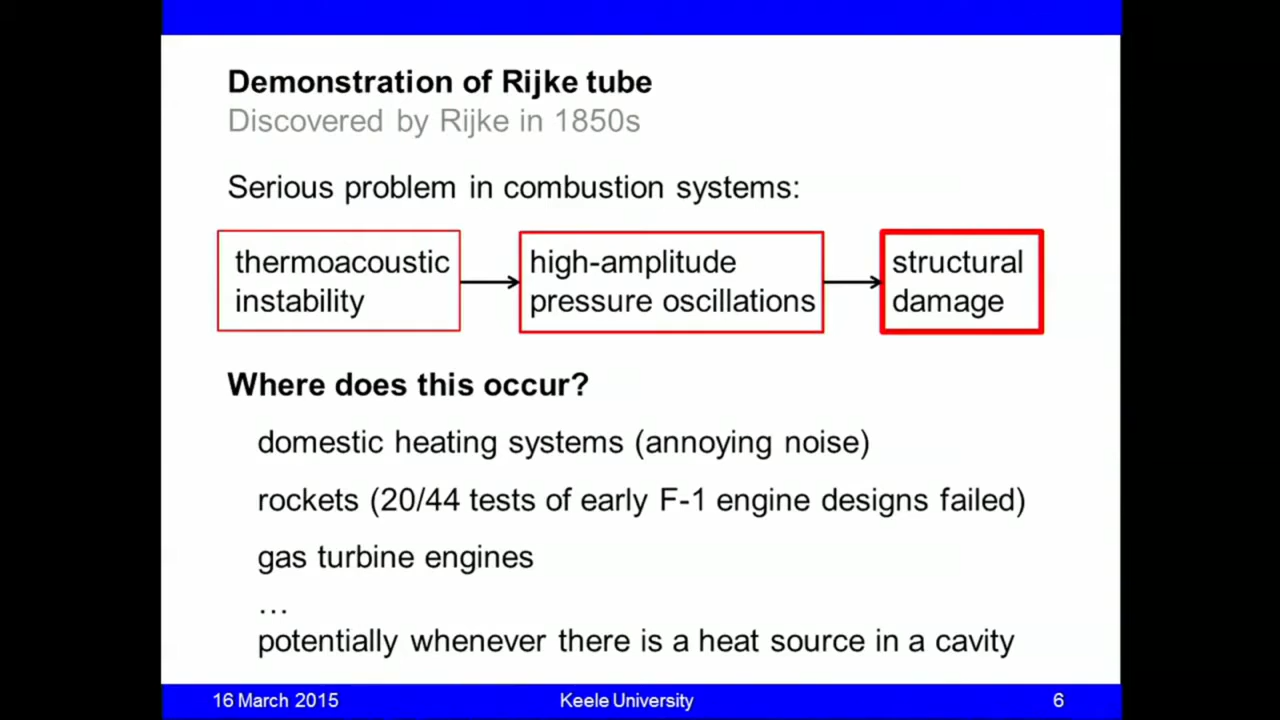 Demonstration of Rijke tube
Discovered by Rijke in 1850s
Serious problem in combustion systems:
thermoacoustic
instability
high-amplitude
pressure oscillations
structural
damage
Where does this occur?
domestic heating systems (annoying noise)
rockets (20/44 tests of early F-1 engine designs failed)
gas turbine engines
…
potentially whenever there is a heat source in a cavity
16 March 2015
Keele University
6